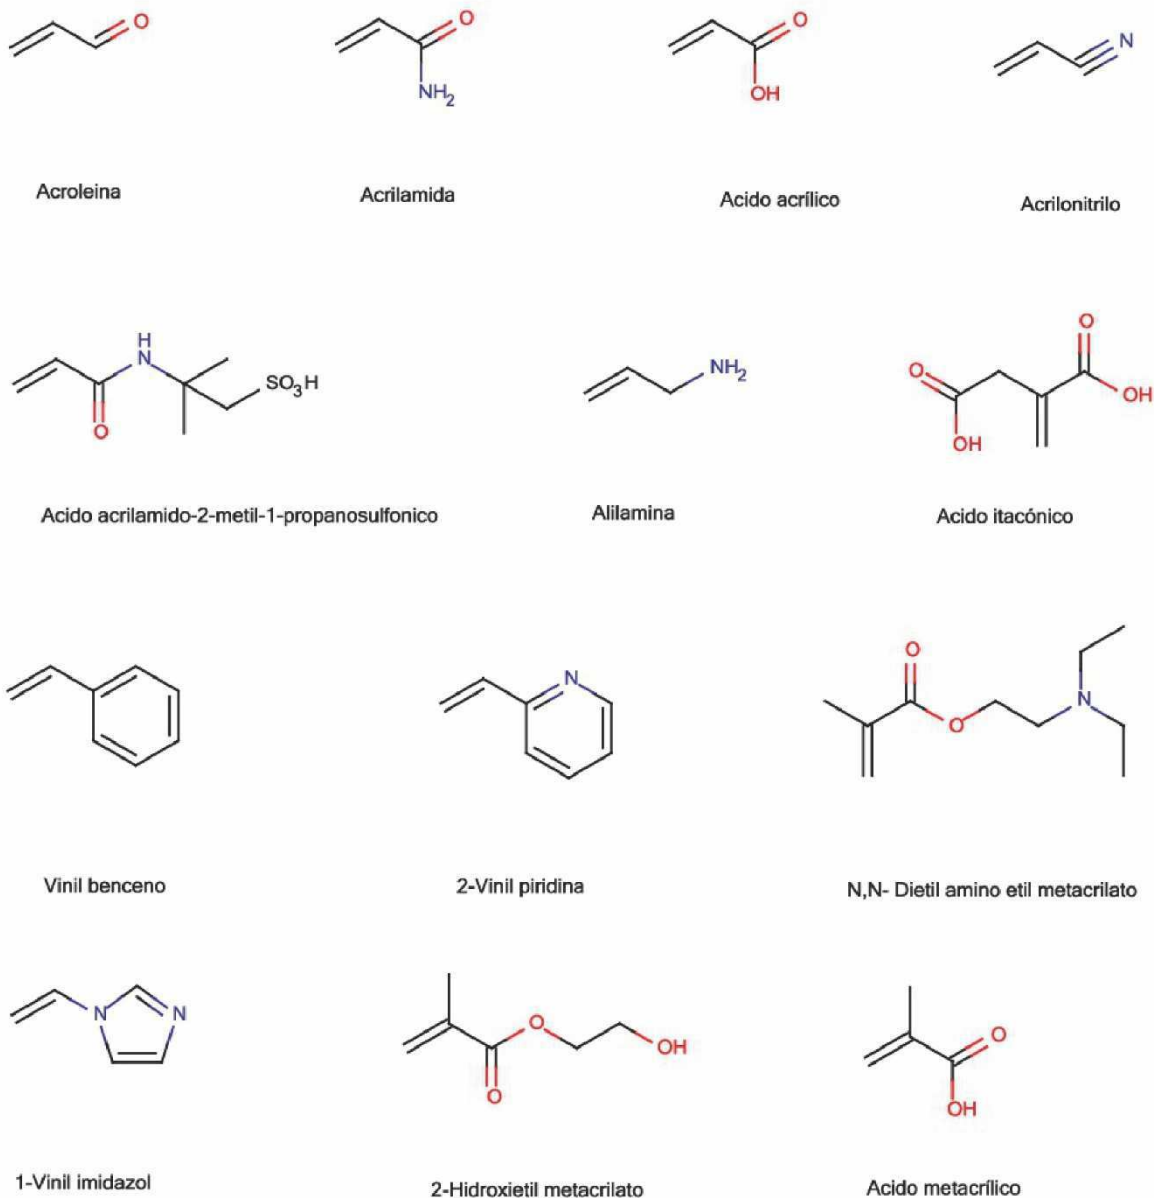 O
O
NH2
O
OH
N
Acroleina
Acrilamida
Acido acrílico
Acrilonitrilo
H
N
O
SO3H
NH2
O
OH
O
OH
Acido acrilamido-2-metil-1-propanosulfonico
Alilamina
Acido itacónico
N
O
O
N
Vinil benceno
2-Vinil piridina
N,N- Dietil amino etil metacrilato
N
N
O
O
OH
O
OH
1-Vinil imidazol
2-Hidroxietil metacrilato
Acido metacrílico